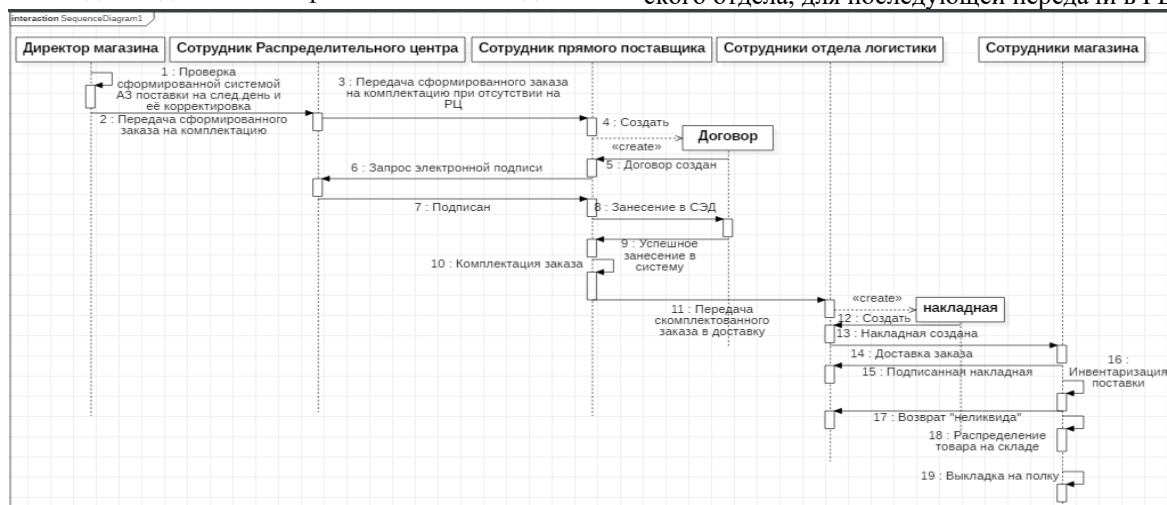 ского отдела, для последующей передачи в РЦ
interaction SequenceDiagram1
Директор магазина
Сотрудник Распределительного центра
Сотрудник прямого поставщика
Сотрудники отдела логистики
Сотрудники магазина
1 : Проверка
сформированной системой
АЗ поставки на след.день и
её корректировка
2 : Передача сформированного
заказа на комплектацию
3 : Передача сформированного заказа
на комплектацию при отсутствии на
РЦ
4 : Создать
«create»
Договор
5 : Договор создан
6 : Запрос электронной подписи
7 : Подписан
8 : Занесение в СЭД
9 : Успешное
занесение в
систему
10 : Комплектация заказа
11 : Передача
скомплектованного
заказа в доставку
«create»
накладная
12 : Создать
13 : Накладная создана
14 : Доставка заказа
15 : Подписанная накладная
16 :
Инвентаризация
поставки
17 : Возврат "неликвида"
18 : Распределение
товара на складе
19 : Выкладка на полку